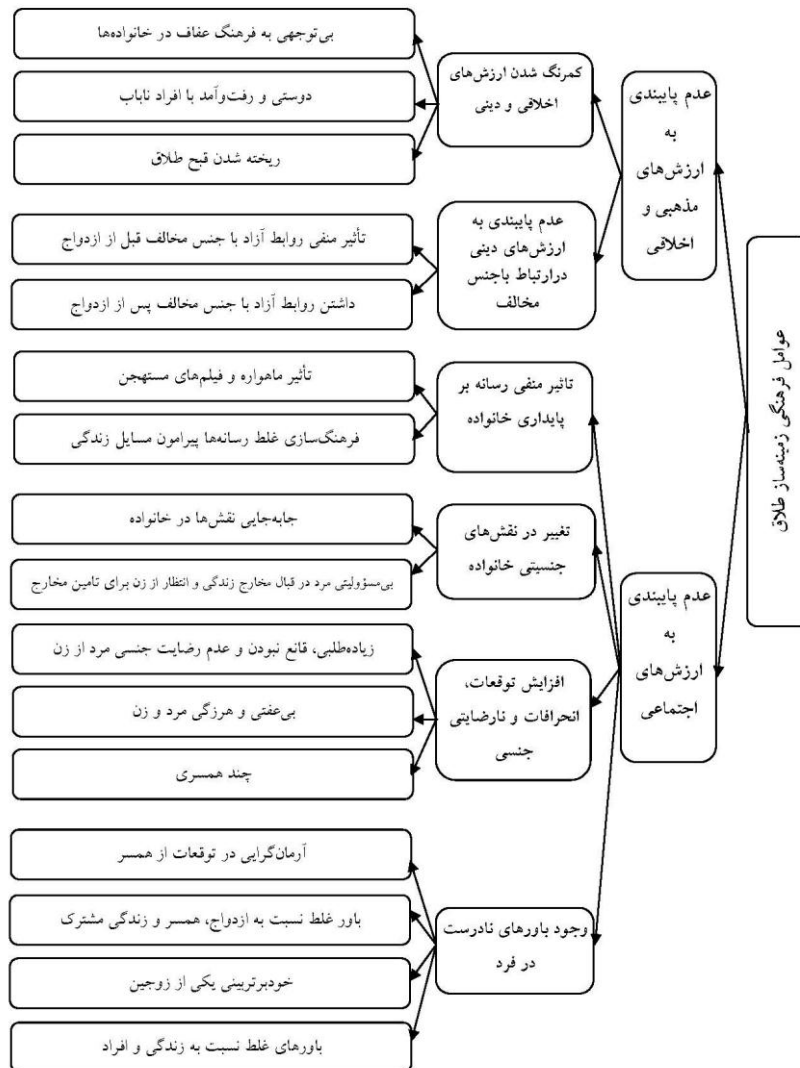 عوامل فرهنگی زمینه‌ساز طلاق
عدم پایبندی
به
ارزش‌های
مذهبی و
اخلاقی
کمرنگ شدن ارزش‌های
اخلاقی و دینی
بی‌توجهی به فرهنگ عفاف در خانواده‌ها
دوستی و رفت‌وآمد با افراد ناباب
ریخته شدن قبح طلاق
عدم پایبندی به
ارزش‌های دینی
درارتباط باجنس
مخالف
تأثیر منفی روابط آزاد با جنس مخالف قبل از ازدواج
داشتن روابط آزاد با جنس مخالف پس از ازدواج
عدم پایبندی
به
ارزش‌های
اجتماعی
تاثیر منفی رسانه بر
پایداری خانواده
تأثیر ماهواره و فیلم‌های مستهجن
فرهنگ‌سازی غلط رسانه‌ها پیرامون مسایل زندگی
تغییر در نقش‌های
جنسیتی خانواده
جابه‌جایی نقش‌ها در خانواده
بی‌مسؤولیتی مرد در قبال مخارج زندگی و انتظار از زن برای تامین مخارج
افزایش توقعات،
انحرافات و نارضایتی
جنسی
زیاده‌طلبی، قانع نبودن و عدم رضایت جنسی مرد از زن
بی‌عفتی و هرزگی مرد و زن
چند همسری
وجود باورهای نادرست
در فرد
آرمان‌گرایی در توقعات از همسر
باور غلط نسبت به ازدواج، همسر و زندگی مشترک
خودبرتربینی یکی از زوجین
باورهای غلط نسبت به زندگی و افراد